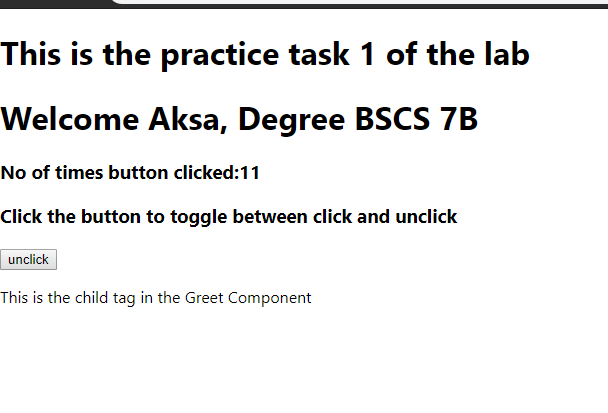 This is the practice task 1 of the lab
Welcome Aksa, Degree BSCS 7B
No of times button clicked:11
Click the button to toggle between click and unclick
unclick
This is the child tag in the Greet Component